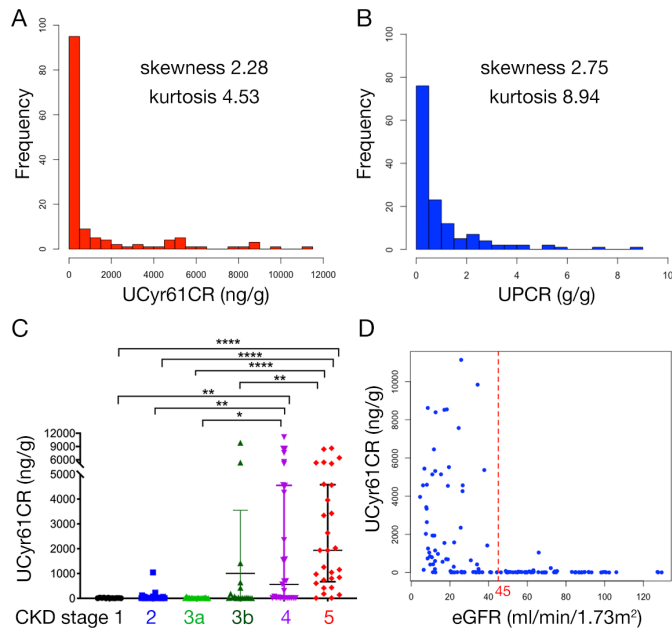 A
skewness 2.28
kurtosis 4.53
Frequency
0 20 40 60 80 100
0 2000 4000 6000 8000 10000 12000
UCyr61CR (ng/g)
B
skewness 2.75
kurtosis 8.94
Frequency
0 20 40 60 80 100
0 2 4 6 8 10
UPCR (g/g)
C
****
****
****
**
**
**
*
UCyr61CR (ng/g)
12000
9000
6000
5000
4000
3000
2000
1000
0
CKD stage 1 2 3a 3b 4 5
D
UCyr61CR (ng/g)
0 2000 4000 6000 8000 10000
0 20 40 60 80 100 120
45
eGFR (ml/min/1.73m²)